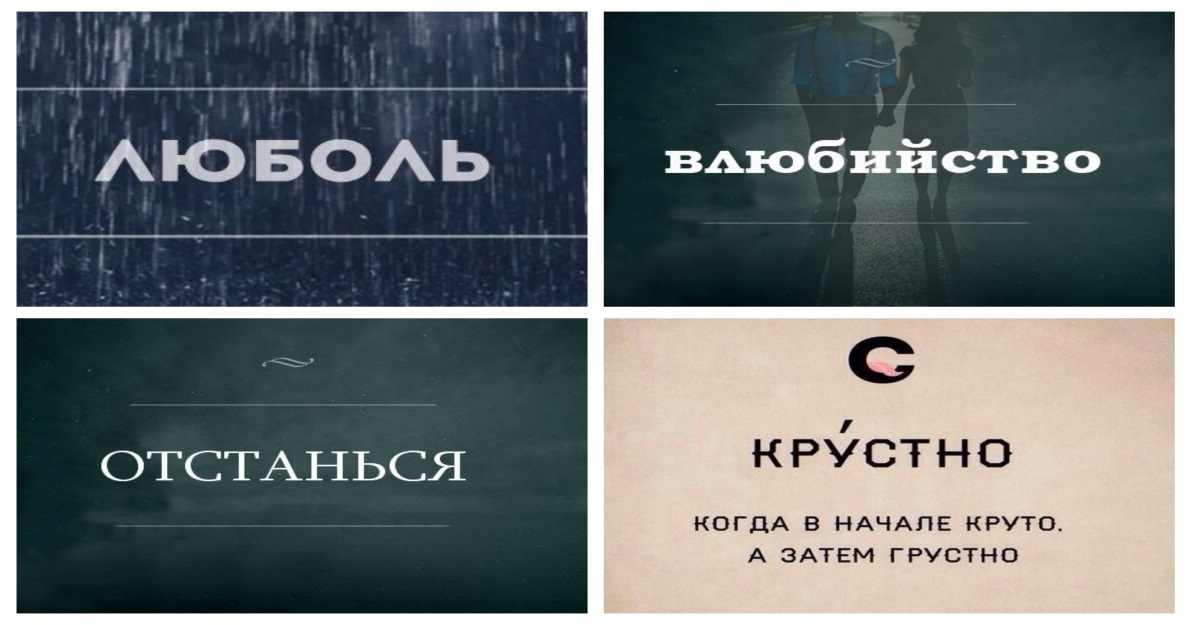 ЛЮБОЛЬ
влюбийство
ОТСТАНЬСЯ
КРУ́СТНО
КОГДА В НАЧАЛЕ КРУТО,
А ЗАТЕМ ГРУСТНО